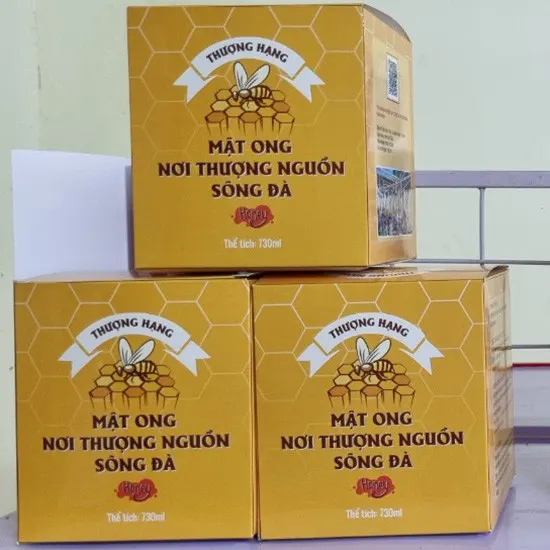 THƯỢNG HẠNG
MẬT ONG
NƠI THƯỢNG NGUỒN
SÔNG ĐÀ
Honey
Thể tích: 730ml
THƯỢNG HẠNG
MẬT ONG
NƠI THƯỢNG NGUỒN
SÔNG ĐÀ
Honey
Thể tích: 730ml
THƯỢNG HẠNG
MẬT ONG
NƠI THƯỢNG NGUỒN
SÔNG ĐÀ
Honey
Thể tích: 730ml